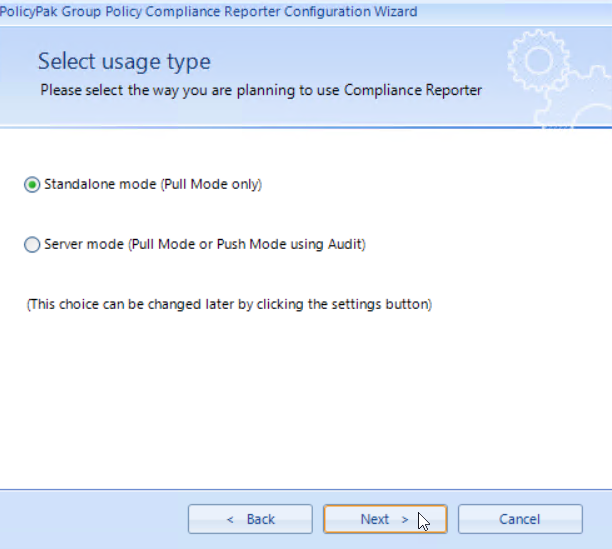 PolicyPak Group Policy Compliance Reporter Configuration Wizard
Select usage type
Please select the way you are planning to use Compliance Reporter
Standalone mode (Pull Mode only)
Server mode (Pull Mode or Push Mode using Audit)
(This choice can be changed later by clicking the settings button)
< Back
Next >
Cancel